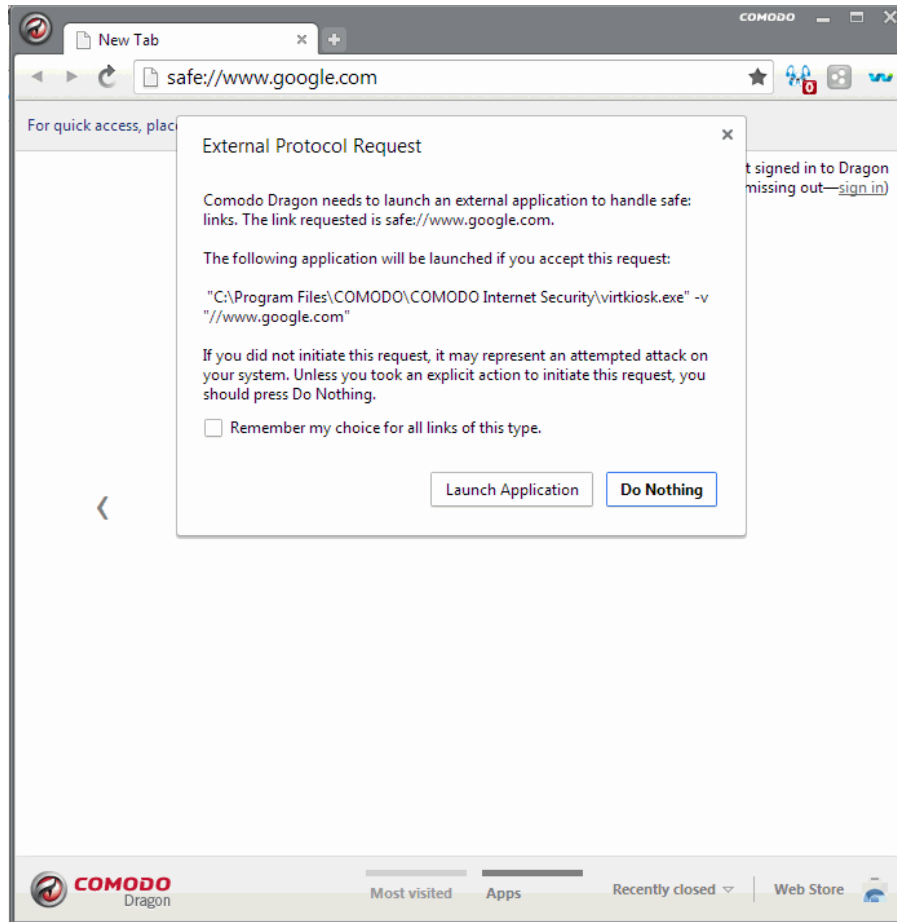 COMODO
New Tab
safe://www.google.com
0
For quick access, plac
t signed in to Dragon
missing out—sign in)
External Protocol Request
Comodo Dragon needs to launch an external application to handle safe:
links. The link requested is safe://www.google.com.
The following application will be launched if you accept this request:
"C:\Program Files\COMODO\COMODO Internet Security\virtkiosk.exe" -v
"//www.google.com"
If you did not initiate this request, it may represent an attempted attack on
your system. Unless you took an explicit action to initiate this request, you
should press Do Nothing.
Remember my choice for all links of this type.
Launch Application Do Nothing
COMODO
Dragon
Most visited Apps Recently closed Web Store